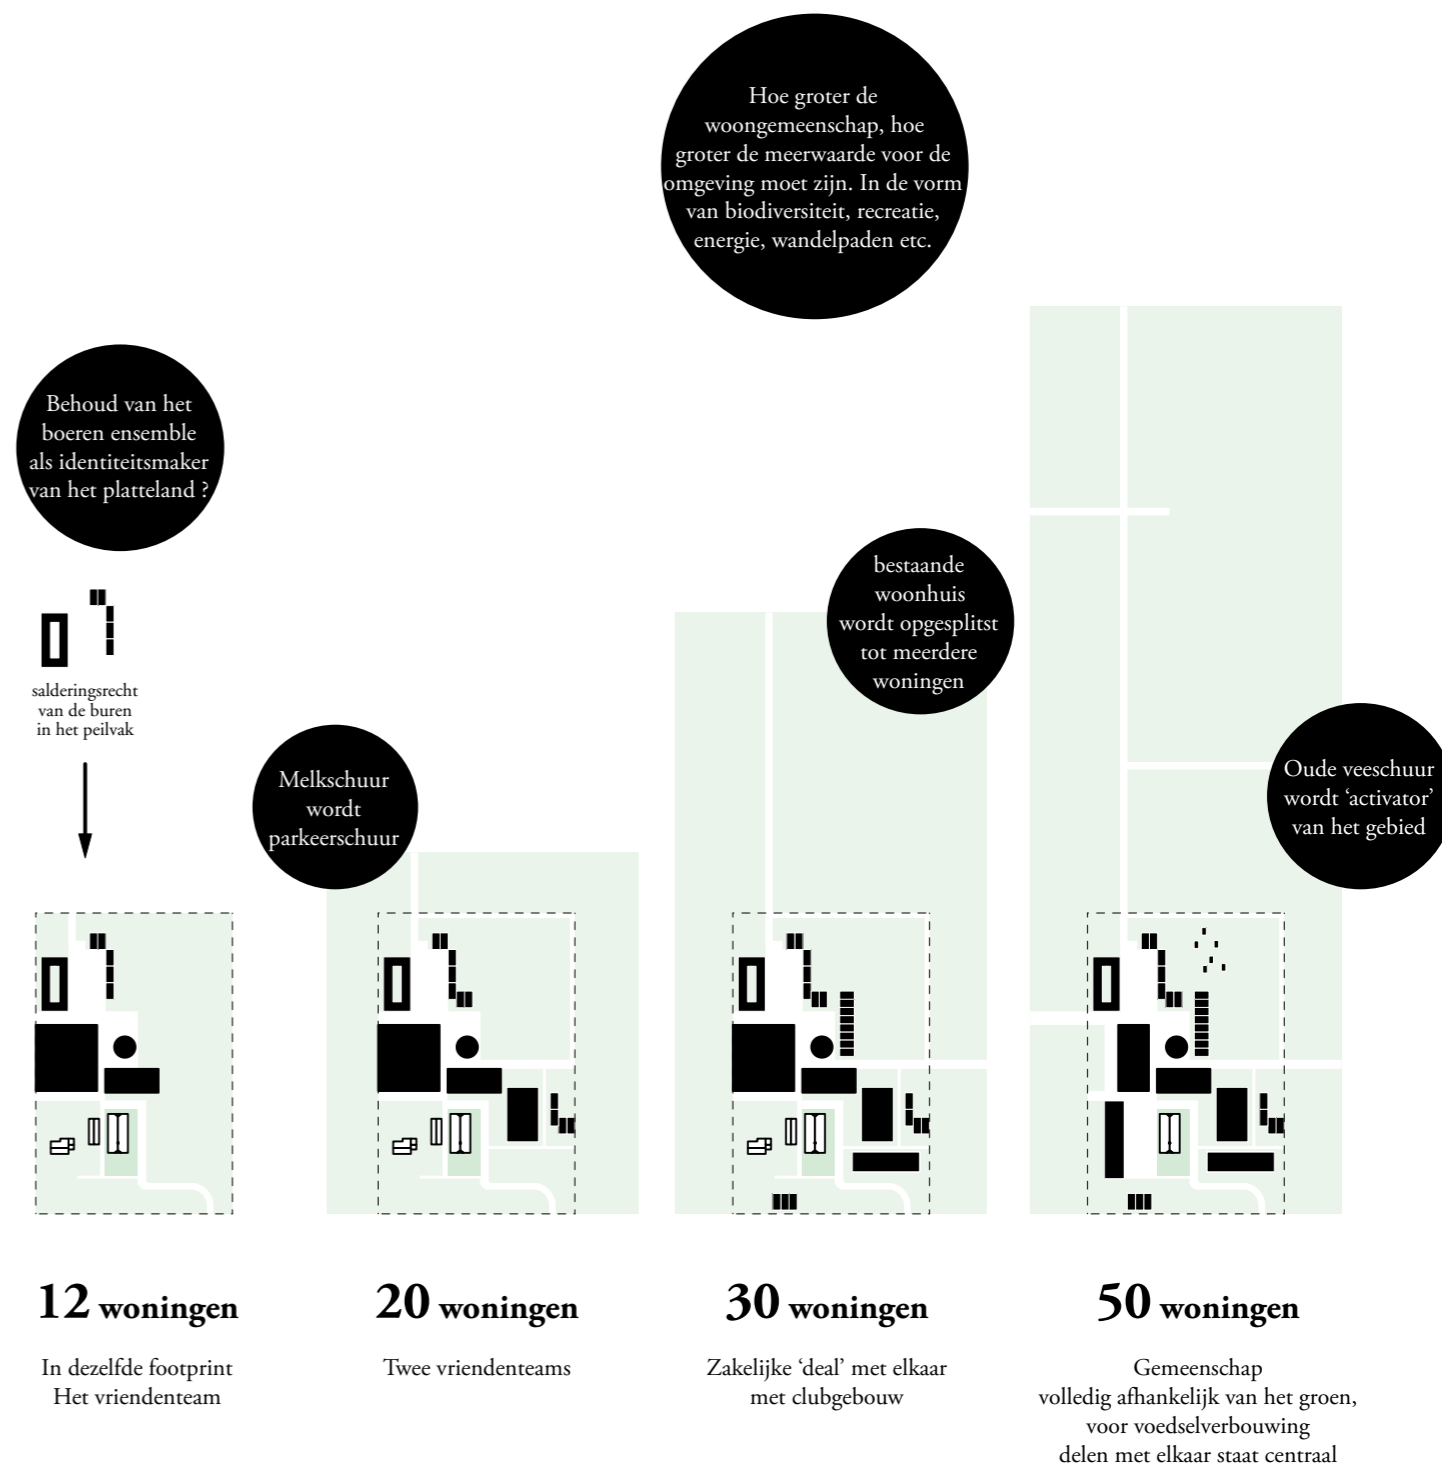 Hoe groter de
woongemeenschap, hoe
groter de meerwaarde voor de
omgeving moet zijn. In de vorm
van biodiversiteit, recreatie,
energie, wandelpaden etc.
Behoud van het
boeren ensemble
als identiteitsmaker
van het platteland ?
salderingsrecht
van de buren
in het peilvak
Melkschuur
wordt
parkeerschuur
bestaande
woonhuis
wordt opgesplitst
tot meerdere
woningen
Oude veeschuur
wordt ‘activator’
van het gebied
12 woningen
In dezelfde footprint
Het vriendenteam
20 woningen
Twee vriendenteams
30 woningen
Zakelijke ‘deal’ met elkaar
met clubgebouw
50 woningen
Gemeenschap
volledig afhankelijk van het groen,
voor voedselverbouwing
delen met elkaar staat centraal